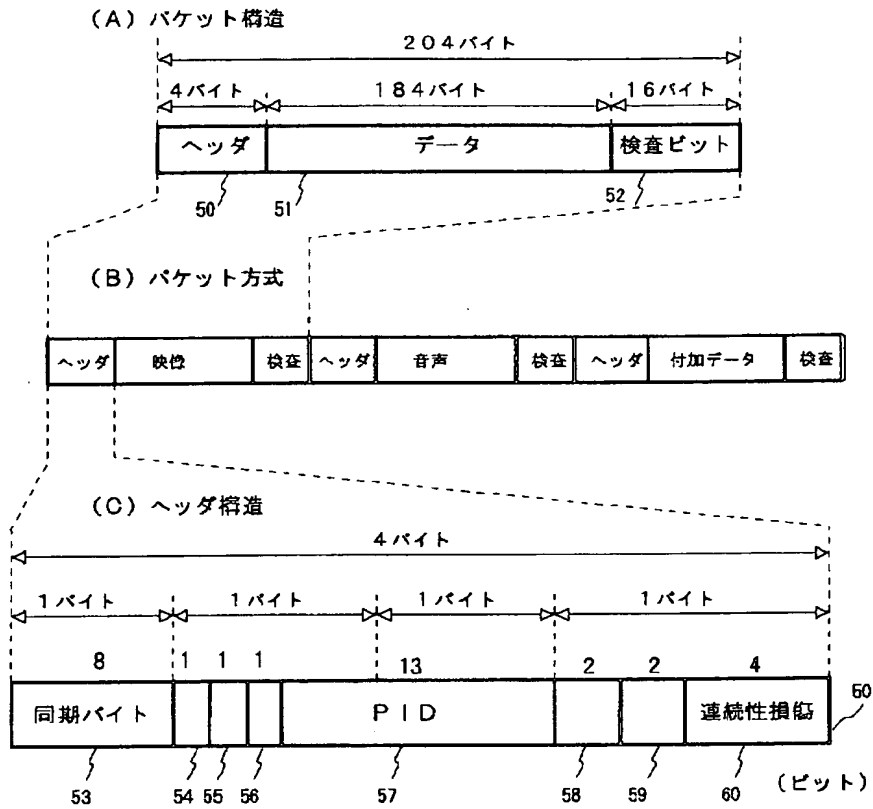 (A) パケット構造
204バイト
4バイト 184バイト 16バイト
ヘッダ データ 検査ビット
50 51 52
(B) パケット方式
ヘッダ 映像 検査 ヘッダ 音声 検査 ヘッダ 付加データ 検査
(C) ヘッダ構造
4バイト
1バイト 1バイト 1バイト 1バイト
8 1 1 1 13 2 2 4
同期バイト PID 連続性損傷 50
53 54 55 56 57 58 59 60 (ビット)